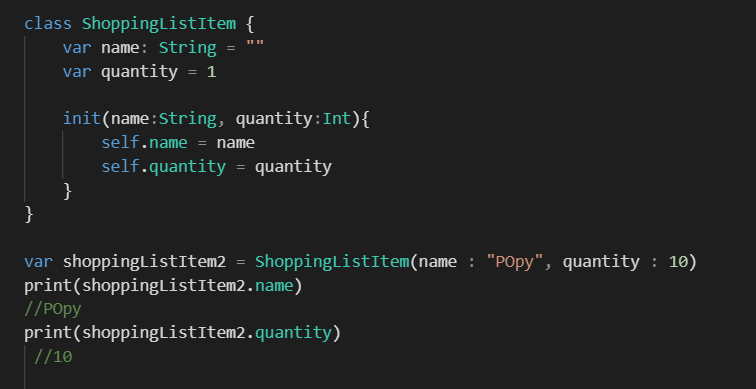 class ShoppingListItem {
    var name: String = ""
    var quantity = 1

    init(name:String, quantity:Int){
        self.name = name
        self.quantity = quantity
    }
}

var shoppingListItem2 = ShoppingListItem(name : "POpy", quantity : 10)
print(shoppingListItem2.name)
//POpy
print(shoppingListItem2.quantity)
 //10